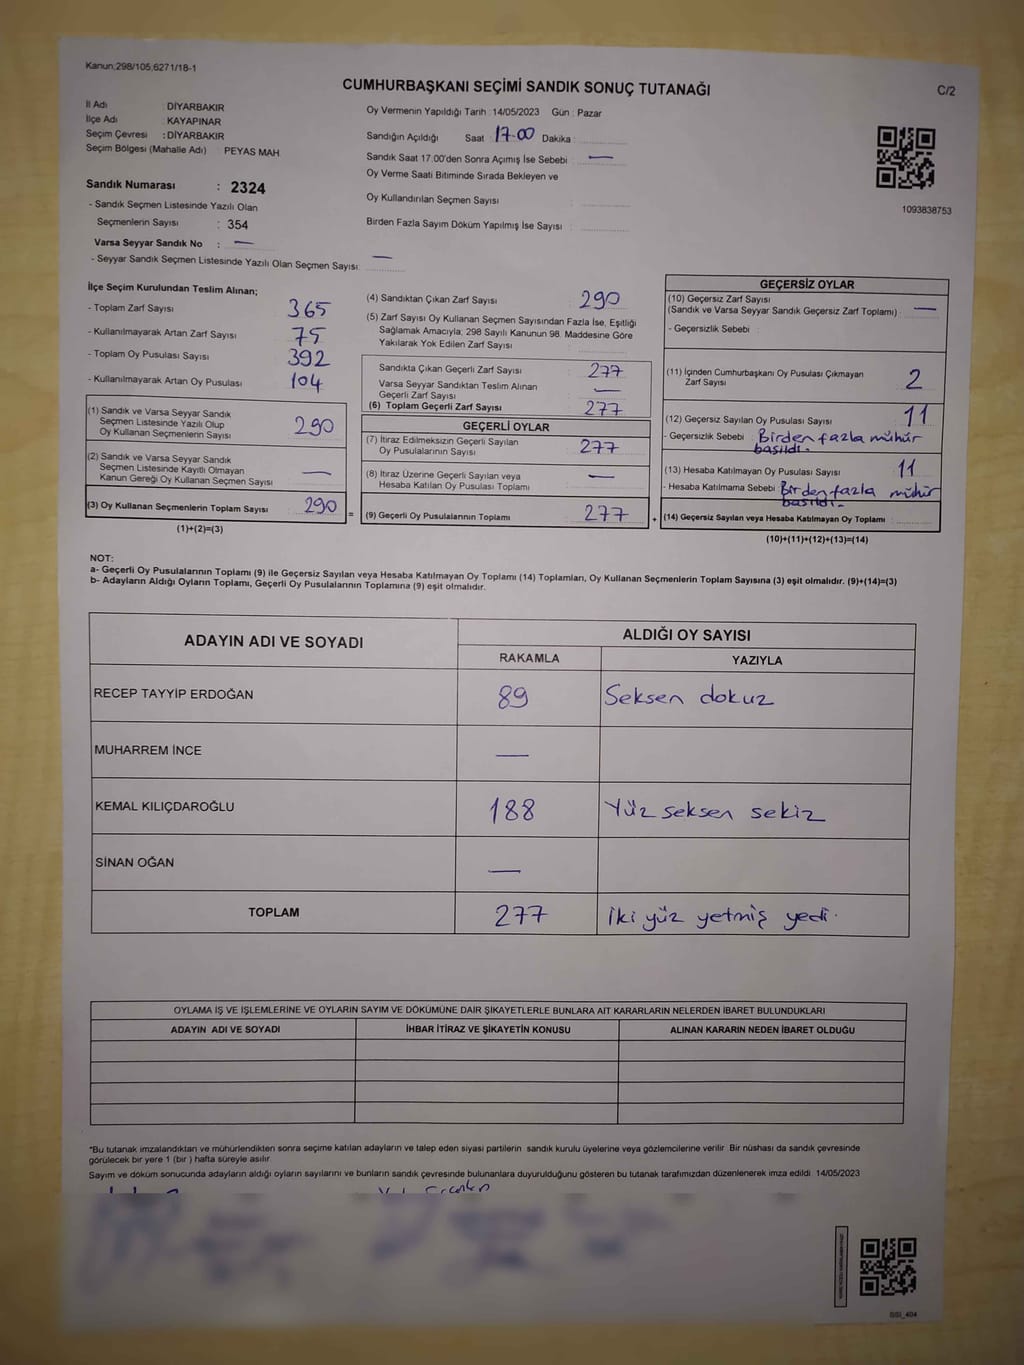 Kanun;298/105,6271/18-1
CUMHURBAŞKANI SEÇİMİ SANDIK SONUÇ TUTANAĞI
C/2
İl Adı : DİYARBAKIR
İlçe Adı : KAYAPINAR
Seçim Çevresi : DİYARBAKIR
Seçim Bölgesi (Mahalle Adı) : PEYAS MAH
Sandık Numarası : 2324
- Sandık Seçmen Listesinde Yazılı Olan
Seçmenlerin Sayısı : 354
Varsa Seyyar Sandık No : —
- Seyyar Sandık Seçmen Listesinde Yazılı Olan Seçmen Sayısı: —
Oy Vermenin Yapıldığı Tarih : 14/05/2023 Gün : Pazar
Sandığın Açıldığı Saat 17.00 Dakika :
Sandık Saat 17:00'den Sonra Açımış İse Sebebi : —
Oy Verme Saati Bitiminde Sırada Bekleyen ve
Oy Kullandırılan Seçmen Sayısı :
Birden Fazla Sayım Döküm Yapılmış İse Sayısı :
1093838753
İlçe Seçim Kurulundan Teslim Alınan;
- Toplam Zarf Sayısı : 365
- Kullanılmayarak Artan Zarf Sayısı : 75
- Toplam Oy Pusulası Sayısı : 392
- Kullanılmayarak Artan Oy Pusulası : 104
(1) Sandık ve Varsa Seyyar Sandık
Seçmen Listesinde Yazılı Olup
Oy Kullanan Seçmenlerin Sayısı : 290
(2) Sandık ve Varsa Seyyar Sandık
Seçmen Listesinde Kayıtlı Olmayan
Kanun Gereği Oy Kullanan Seçmen Sayısı : —
(3) Oy Kullanan Seçmenlerin Toplam Sayısı : 290
(1)+(2)=(3)
=
(4) Sandıktan Çıkan Zarf Sayısı : 290
(5) Zarf Sayısı Oy Kullanan Seçmen Sayısından Fazla İse, Eşitliği
Sağlamak Amacıyla; 298 Sayılı Kanunun 98. Maddesine Göre
Yakılarak Yok Edilen Zarf Sayısı :
Sandıkta Çıkan Geçerli Zarf Sayısı : 277
Varsa Seyyar Sandıktan Teslim Alınan
Geçerli Zarf Sayısı : —
(6) Toplam Geçerli Zarf Sayısı : 277
GEÇERLİ OYLAR
(7) İtiraz Edilmeksizin Geçerli Sayılan
Oy Pusulalarının Sayısı : 277
(8) İtiraz Üzerine Geçerli Sayılan veya
Hesaba Katılan Oy Pusulası Toplamı : —
(9) Geçerli Oy Pusulalarının Toplamı : 277
+
GEÇERSİZ OYLAR
(10) Geçersiz Zarf Sayısı
(Sandık ve Varsa Seyyar Sandık Geçersiz Zarf Toplamı) : —
- Geçersizlik Sebebi :
(11) İçinden Cumhurbaşkanı Oy Pusulası Çıkmayan
Zarf Sayısı : 2
(12) Geçersiz Sayılan Oy Pusulası Sayısı : 11
- Geçersizlik Sebebi : Birden fazla mühür
basıldı.
(13) Hesaba Katılmayan Oy Pusulası Sayısı : 11
- Hesaba Katılmama Sebebi : Birden fazla mühür
basıldı.
(14) Geçersiz Sayılan veya Hesaba Katılmayan Oy Toplamı :
(10)+(11)+(12)+(13)=(14)
NOT:
a- Geçerli Oy Pusulalarının Toplamı (9) ile Geçersiz Sayılan veya Hesaba Katılmayan Oy Toplamı (14) Toplamları, Oy Kullanan Seçmenlerin Toplam Sayısına (3) eşit olmalıdır. (9)+(14)=(3)
b- Adayların Aldığı Oyların Toplamı, Geçerli Oy Pusulalarının Toplamına (9) eşit olmalıdır.
ADAYIN ADI VE SOYADI
ALDIĞI OY SAYISI
RAKAMLA YAZIYLA
RECEP TAYYİP ERDOĞAN 89 Seksen dokuz
MUHARREM İNCE —
KEMAL KILIÇDAROĞLU 188 Yüz seksen sekiz
SİNAN OĞAN —
TOPLAM 277 İki yüz yetmiş yedi.
OYLAMA İŞ VE İŞLEMLERİNE VE OYLARIN SAYIM VE DÖKÜMÜNE DAİR ŞİKAYETLERLE BUNLARA AİT KARARLARIN NELERDEN İBARET BULUNDUKLARI
ADAYIN ADI VE SOYADI İHBAR İTİRAZ VE ŞİKAYETİN KONUSU ALINAN KARARIN NEDEN İBARET OLDUĞU
*Bu tutanak imzalandıktan ve mühürlendikten sonra seçime katılan adayların ve talep eden siyasi partilerin sandık kurulu üyelerine veya gözlemcilerine verilir. Bir nüshası da sandık çevresinde
görülecek bir yere 1 (bir) hafta süreyle asılır.
Sayım ve döküm sonucunda adayların aldığı oyların sayılarını ve bunların sandık çevresinde bulunanlara duyurulduğunu gösteren bu tutanak tarafımızdan düzenlenerek imza edildi. 14/05/2023